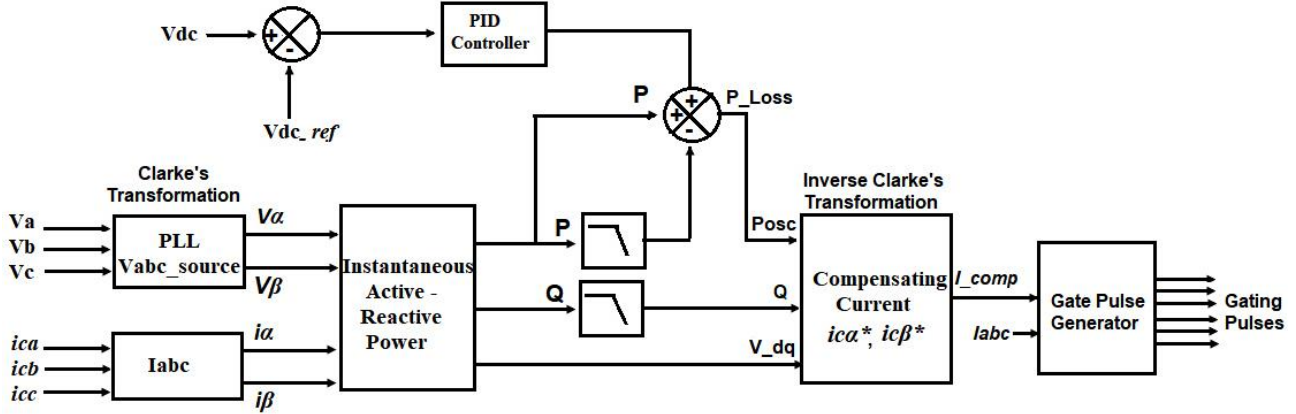 Vdc
+
-
Vdc_ ref
PID
Controller
P
+
+
-
P_Loss
Clarke's
Transformation
Va
Vb
Vc
PLL
Vabc_source
Vα
Vβ
ica
icb
icc
Iabc
iα
iβ
Instantaneous
Active -
Reactive
Power
P
Q
Inverse Clarke's
Transformation
Posc
Q
V_dq
Compensating
Current
icα*, icβ*
I_comp
Iabc
Gate Pulse
Generator
Gating
Pulses